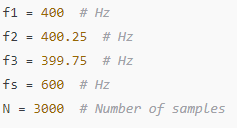 f1 = 400  # Hz
f2 = 400.25  # Hz
f3 = 399.75  # Hz
fs = 600  # Hz
N = 3000  # Number of samples